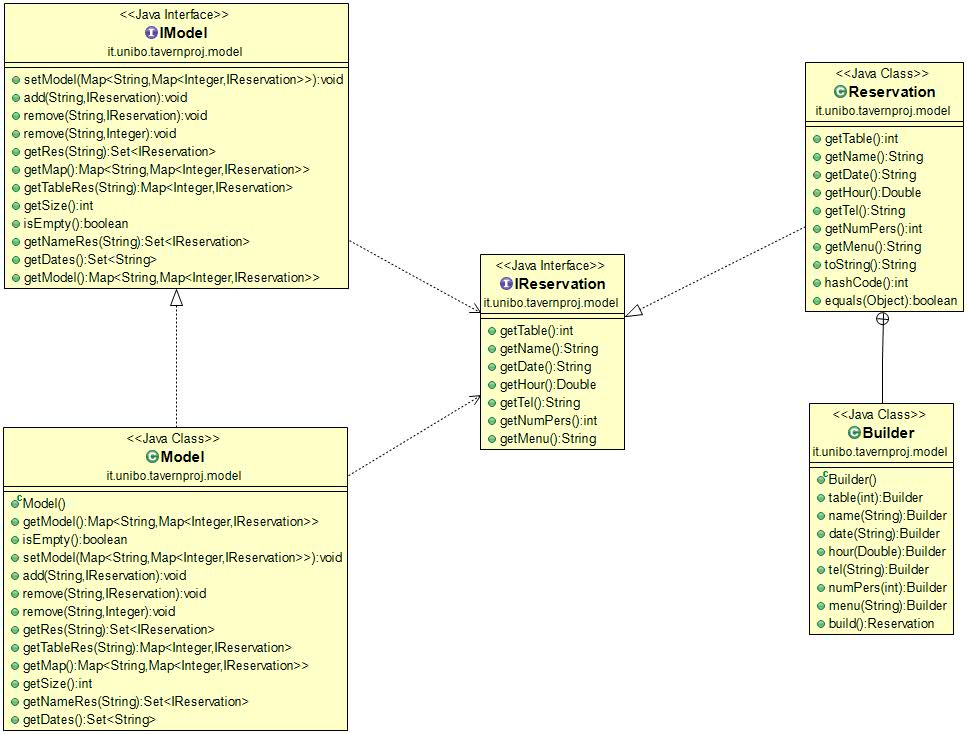 <<Java Interface>>
IModel
it.unibo.tavernproj.model
setModel(Map<String,Map<Integer,IReservation>>):void
add(String,IReservation):void
remove(String,IReservation):void
remove(String,Integer):void
getRes(String):Set<IReservation>
getMap():Map<String,Map<Integer,IReservation>>
getTableRes(String):Map<Integer,IReservation>
getSize():int
isEmpty():boolean
getNameRes(String):Set<IReservation>
getDates():Set<String>
getModel():Map<String,Map<Integer,IReservation>>
<<Java Class>>
Model
it.unibo.tavernproj.model
Model()
getModel():Map<String,Map<Integer,IReservation>>
isEmpty():boolean
setModel(Map<String,Map<Integer,IReservation>>):void
add(String,IReservation):void
remove(String,IReservation):void
remove(String,Integer):void
getRes(String):Set<IReservation>
getTableRes(String):Map<Integer,IReservation>
getMap():Map<String,Map<Integer,IReservation>>
getSize():int
getNameRes(String):Set<IReservation>
getDates():Set<String>
<<Java Interface>>
IReservation
it.unibo.tavernproj.model
getTable():int
getName():String
getDate():String
getHour():Double
getTel():String
getNumPers():int
getMenu():String
<<Java Class>>
Reservation
it.unibo.tavernproj.model
getTable():int
getName():String
getDate():String
getHour():Double
getTel():String
getNumPers():int
getMenu():String
toString():String
hashCode():int
equals(Object):boolean
<<Java Class>>
Builder
it.unibo.tavernproj.model
Builder()
table(int):Builder
name(String):Builder
date(String):Builder
hour(Double):Builder
tel(String):Builder
numPers(int):Builder
menu(String):Builder
build():Reservation